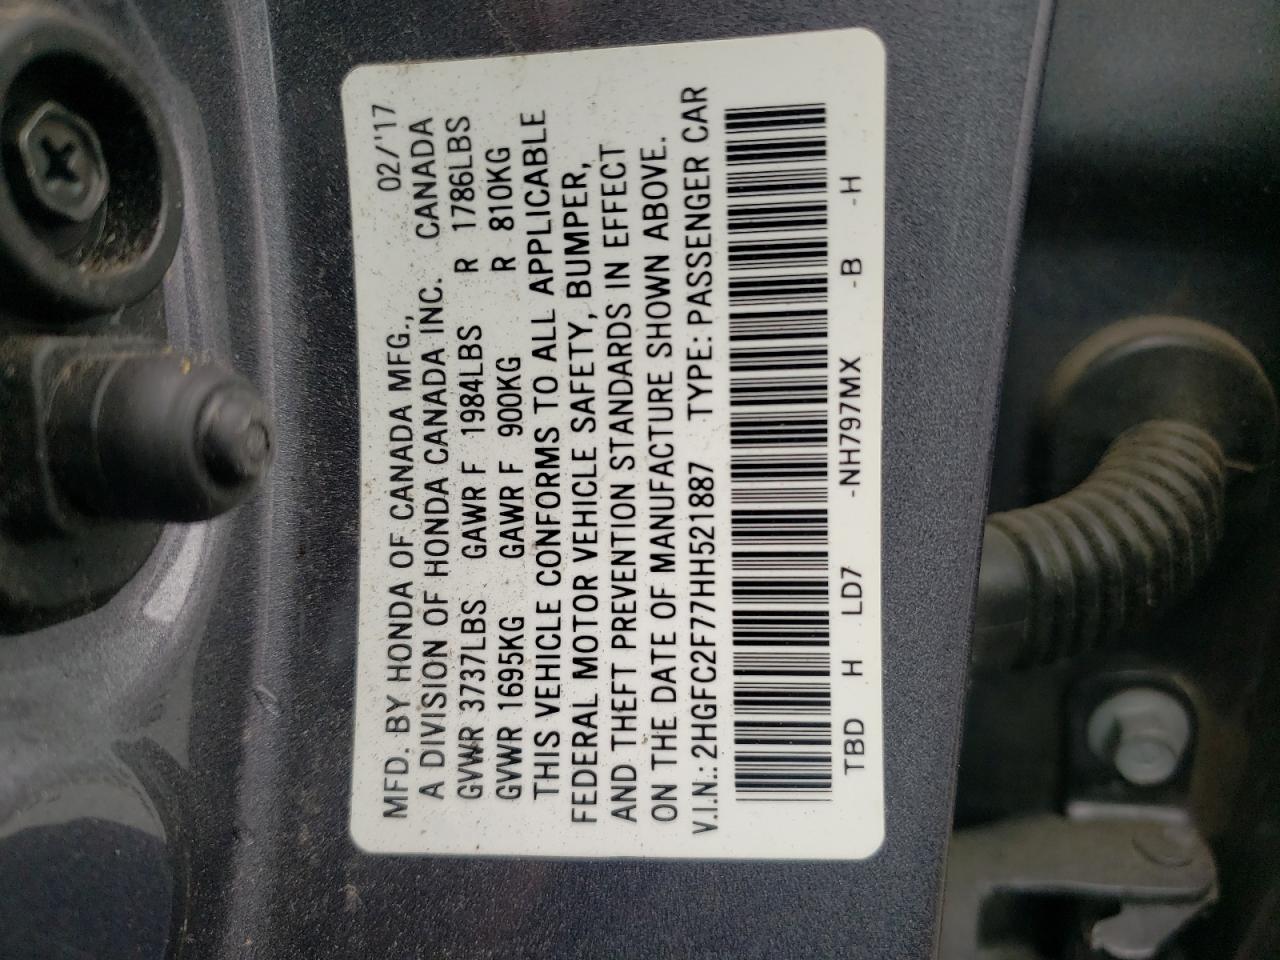 MFD. BY HONDA OF CANADA MFG., 02/'17
A DIVISION OF HONDA CANADA INC. CANADA
GVWR 3737LBS GAWR F 1984LBS R 1786LBS
GVWR 1695KG GAWR F 900KG R 810KG
THIS VEHICLE CONFORMS TO ALL APPLICABLE
FEDERAL MOTOR VEHICLE SAFETY, BUMPER,
AND THEFT PREVENTION STANDARDS IN EFFECT
ON THE DATE OF MANUFACTURE SHOWN ABOVE.
V.I.N.: 2HGFC2F77HH521887 TYPE: PASSENGER CAR
TBD H LD7 -NH797MX -B -H